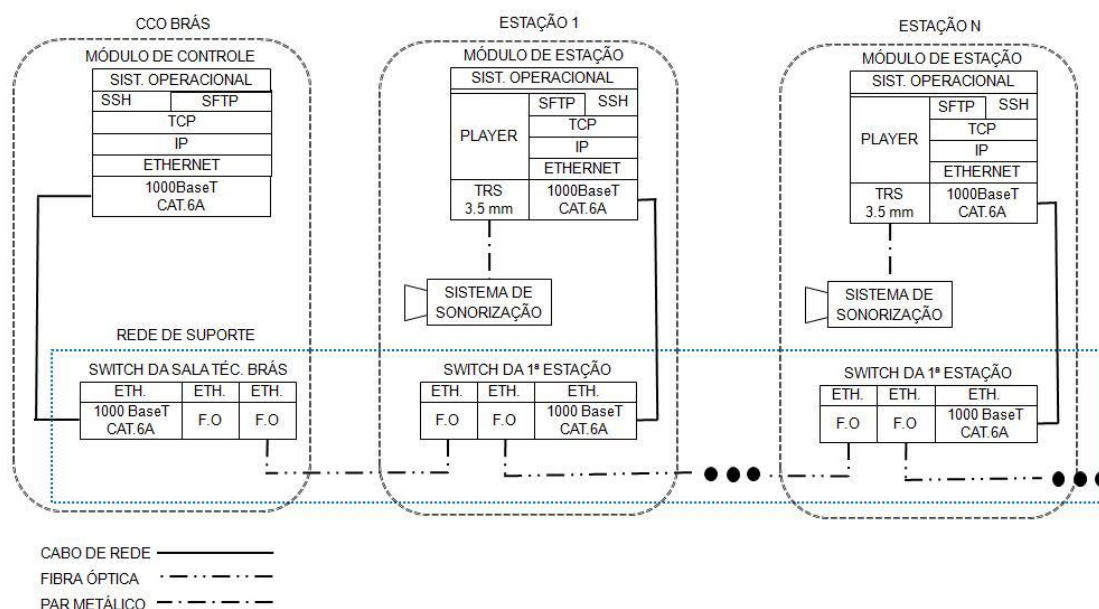 CCO BRÁS
MÓDULO DE CONTROLE
SIST. OPERACIONAL
SSH SFTP
TCP
IP
ETHERNET
1000BaseT
CAT.6A
ESTAÇÃO 1
MÓDULO DE ESTAÇÃO
SIST. OPERACIONAL
PLAYER
SFTP SSH
TCP
IP
ETHERNET
TRS
3.5 mm
1000BaseT
CAT.6A
SISTEMA DE
SONORIZAÇÃO
ESTAÇÃO N
MÓDULO DE ESTAÇÃO
SIST. OPERACIONAL
PLAYER
SFTP SSH
TCP
IP
ETHERNET
TRS
3.5 mm
1000BaseT
CAT.6A
SISTEMA DE
SONORIZAÇÃO
REDE DE SUPORTE
SWITCH DA SALA TÉC. BRÁS
ETH. ETH. ETH.
1000 BaseT
CAT.6A
F.O F.O
SWITCH DA 1ª ESTAÇÃO
ETH. ETH. ETH.
F.O F.O
1000 BaseT
CAT.6A
SWITCH DA 1ª ESTAÇÃO
ETH. ETH. ETH.
F.O F.O
1000 BaseT
CAT.6A
CABO DE REDE
FIBRA ÓPTICA
PAR METÁLICO